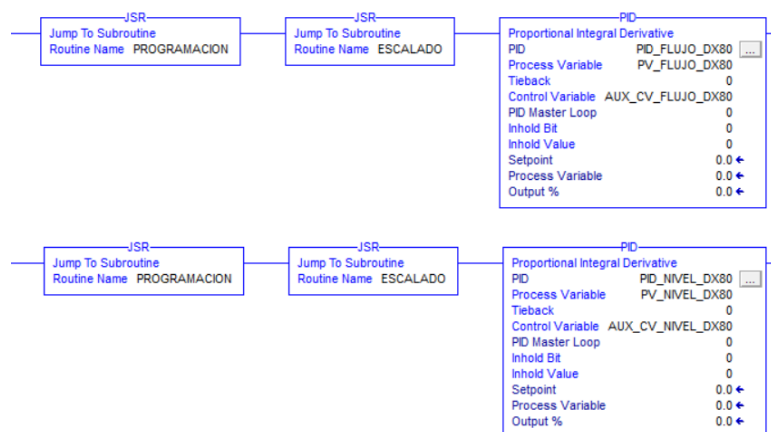 JSR
Jump To Subroutine
Routine Name PROGRAMACION
JSR
Jump To Subroutine
Routine Name ESCALADO
PID
Proportional Integral Derivative
PID PID_FLUJO_DX80 ...
Process Variable PV_FLUJO_DX80
Tieback 0
Control Variable AUX_CV_FLUJO_DX80
PID Master Loop 0
Inhold Bit 0
Inhold Value 0
Setpoint 0.0 ←
Process Variable 0.0 ←
Output % 0.0 ←
JSR
Jump To Subroutine
Routine Name PROGRAMACION
JSR
Jump To Subroutine
Routine Name ESCALADO
PID
Proportional Integral Derivative
PID PID_NIVEL_DX80 ...
Process Variable PV_NIVEL_DX80
Tieback 0
Control Variable AUX_CV_NIVEL_DX80
PID Master Loop 0
Inhold Bit 0
Inhold Value 0
Setpoint 0.0 ←
Process Variable 0.0 ←
Output % 0.0 ←